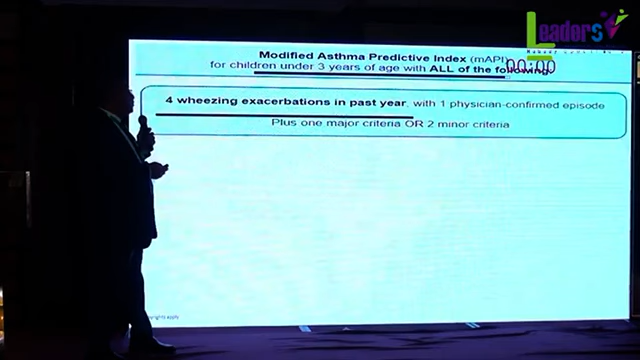 Leaders
Modified Asthma Predictive Index (mAPI)
for children under 3 years of age with ALL of the following
00:00
4 wheezing exacerbations in past year, with 1 physician-confirmed episode
Plus one major criteria OR 2 minor criteria
apply